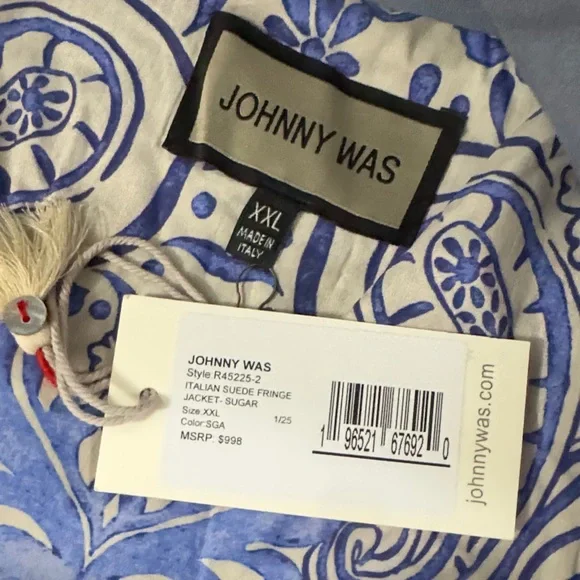 JOHNNY WAS
XXL
MADE IN
ITALY
JOHNNY WAS
Style R45225-2
ITALIAN SUEDE FRINGE
JACKET- SUGAR
Size:XXL 1/25
Color:SGA
MSRP: $998
1 96521 67692 0
johnnywas.com